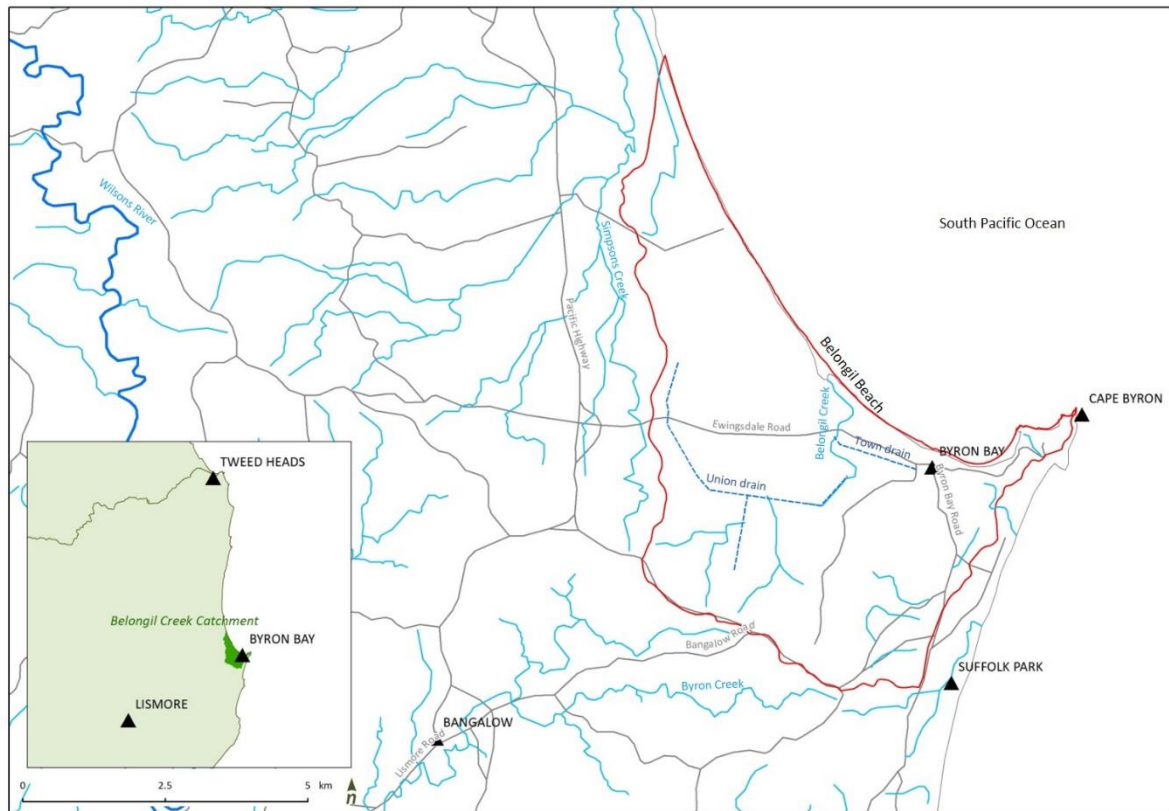 South Pacific Ocean
Wilsons River
Simpsons Creek
Pacific Highway
Belongil Beach
Belongil Creek
CAPE BYRON
Ewingsdale Road
Town drain
BYRON BAY
Byron Bay Road
Union drain
TWEED HEADS
Belongil Creek Catchment
BYRON BAY
LISMORE
Bangalow Road
SUFFOLK PARK
Byron Creek
BANGALOW
Lismore Road
0 2.5 5 km
n